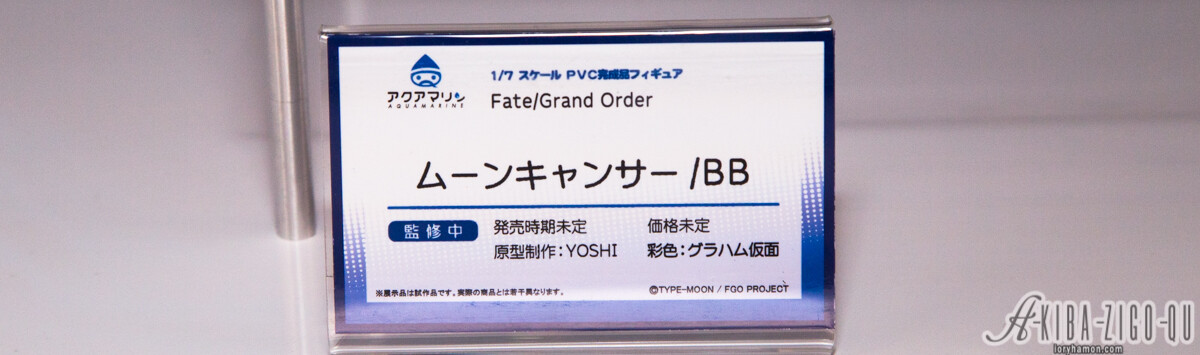 アクアマリン
AQUAMARINE
1/7 スケール PVC完成品フィギュア
Fate/Grand Order
ムーンキャンサー/BB
監修中
発売時期未定 価格未定
原型制作:YOSHI 彩色:グラハム仮面
※展示品は試作品です。実際の商品とは若干異なります。
©TYPE-MOON / FGO PROJECT
A-KIBA-ZIGO-QU
loryhamon.com